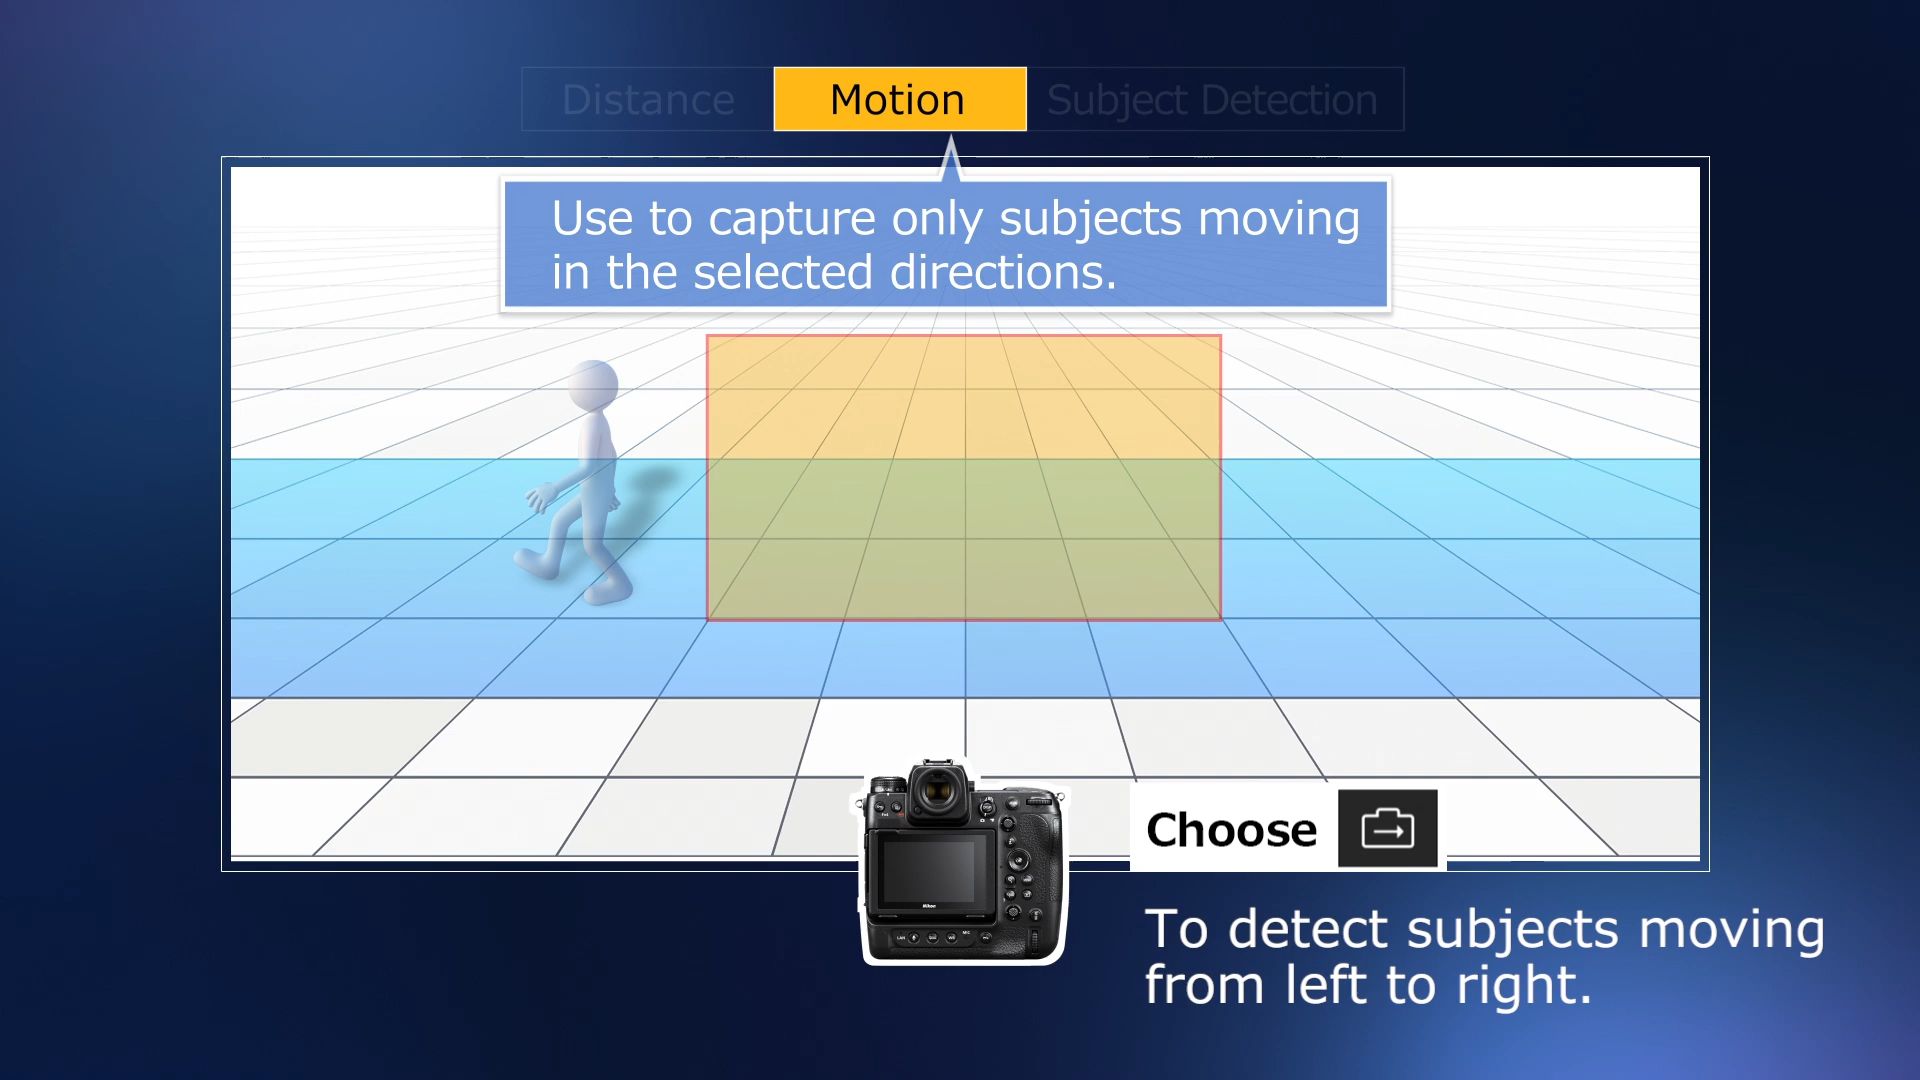 Distance Motion Subject Detection
Use to capture only subjects moving
in the selected directions.
Choose
Nikon
To detect subjects moving
from left to right.